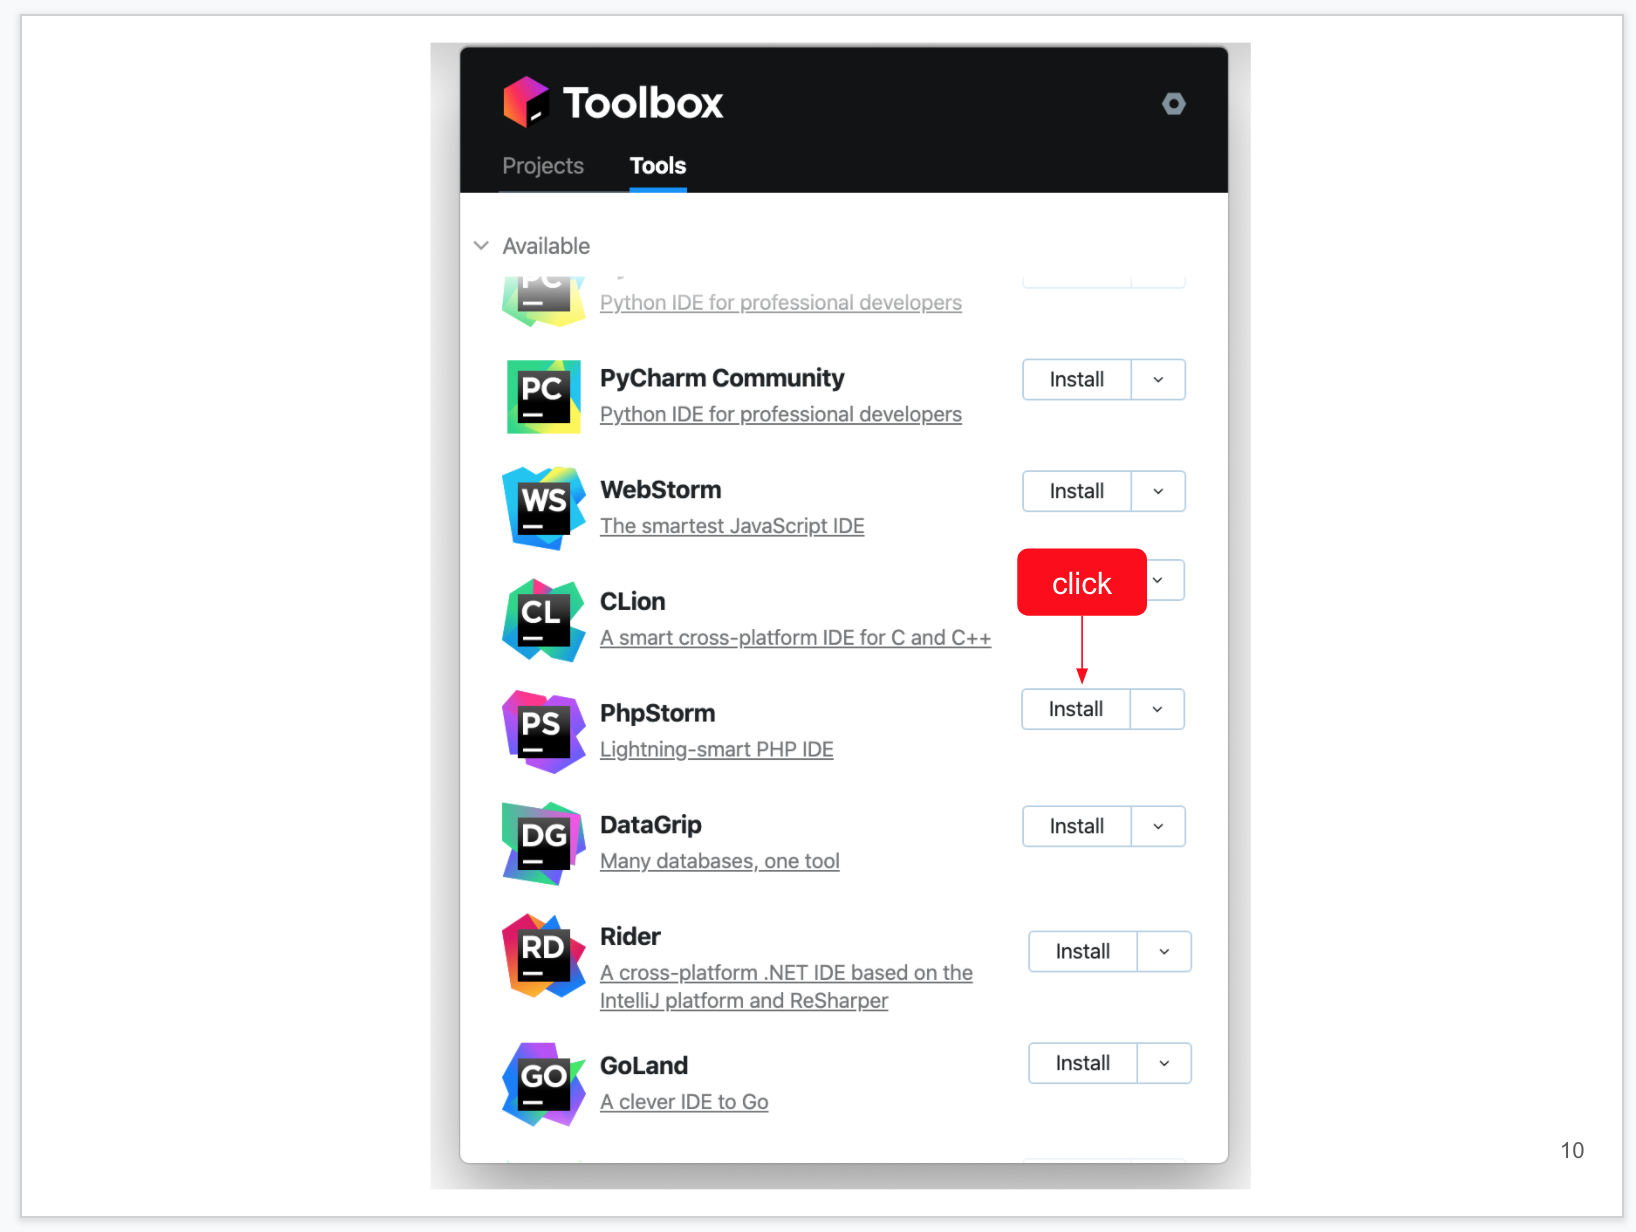 Toolbox
Projects Tools
Available
PC
Python IDE for professional developers
PC
PyCharm Community
Install
Python IDE for professional developers
WS
WebStorm
Install
The smartest JavaScript IDE
click
CL
CLion
A smart cross-platform IDE for C and C++
PS
PhpStorm
Install
Lightning-smart PHP IDE
DG
DataGrip
Install
Many databases, one tool
RD
Rider
Install
A cross-platform .NET IDE based on the
IntelliJ platform and ReSharper
GO
GoLand
Install
A clever IDE to Go
10